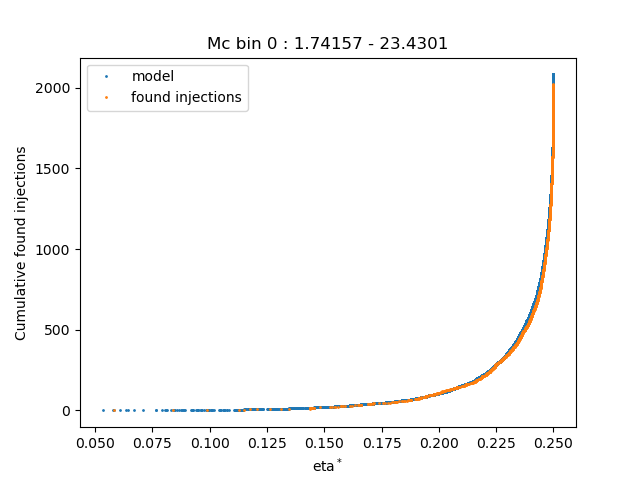 Mc bin 0 : 1.74157 - 23.4301
model
found injections
Cumulative found injections
2000
1500
1000
500
0
0.050 0.075 0.100 0.125 0.150 0.175 0.200 0.225 0.250
eta*